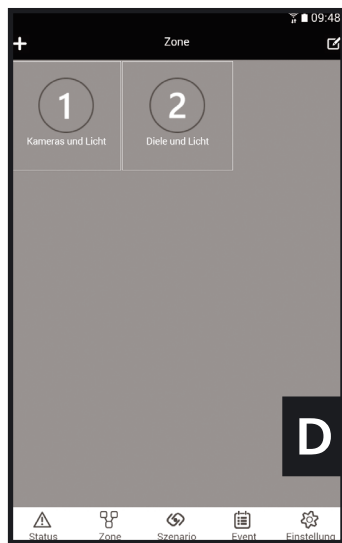 09:48
Zone
1
2
Kameras und Licht
Diele und Licht
D
Status
Zone
Szenario
Event
Einstellung